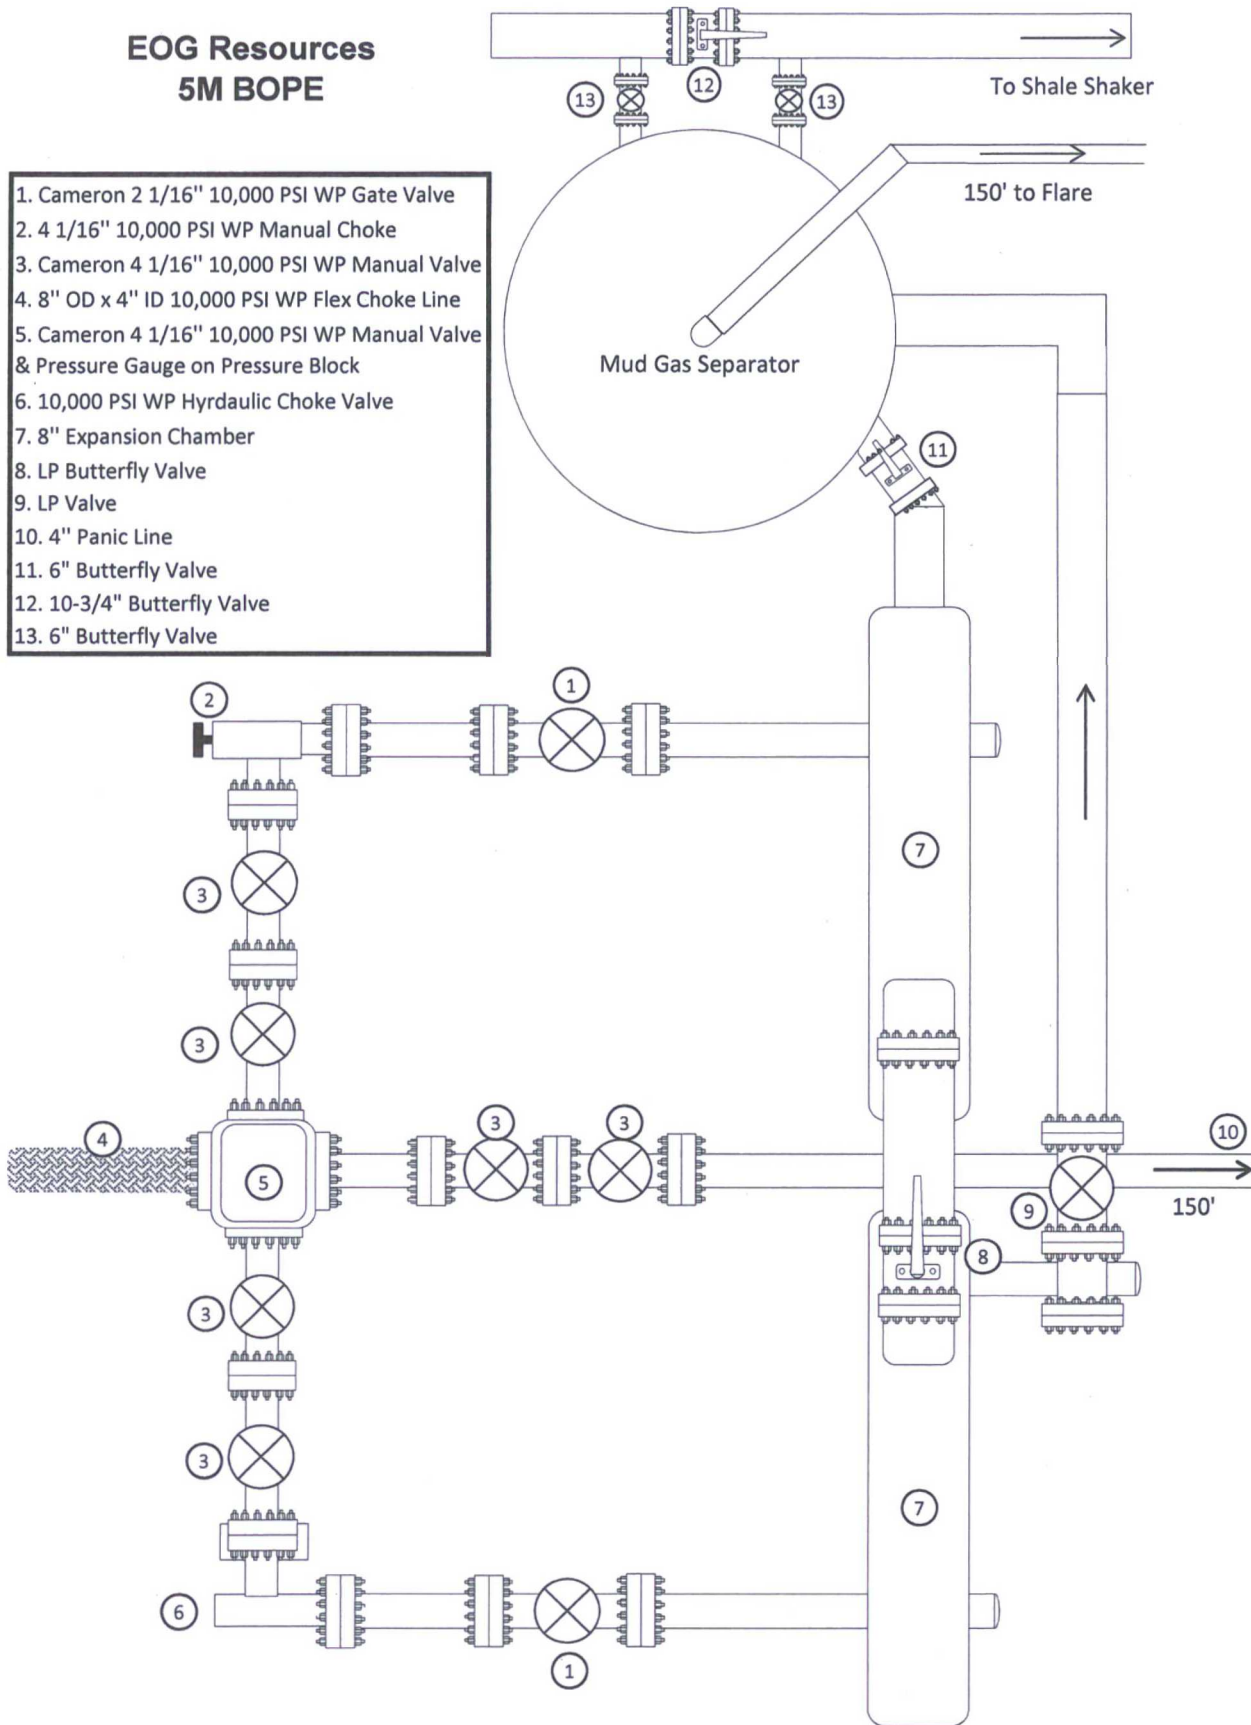 EOG Resources
5M BOPE
12
13
13
To Shale Shaker
150' to Flare
1. Cameron 2 1/16" 10,000 PSI WP Gate Valve
2. 4 1/16" 10,000 PSI WP Manual Choke
3. Cameron 4 1/16" 10,000 PSI WP Manual Valve
4. 8" OD x 4" ID 10,000 PSI WP Flex Choke Line
5. Cameron 4 1/16" 10,000 PSI WP Manual Valve
& Pressure Gauge on Pressure Block
6. 10,000 PSI WP Hyrdaulic Choke Valve
7. 8" Expansion Chamber
8. LP Butterfly Valve
9. LP Valve
10. 4" Panic Line
11. 6" Butterfly Valve
12. 10-3/4" Butterfly Valve
13. 6" Butterfly Valve
Mud Gas Separator
11
1
2
7
3
3
3
3
4
10
5
150'
9
8
3
3
7
6
1